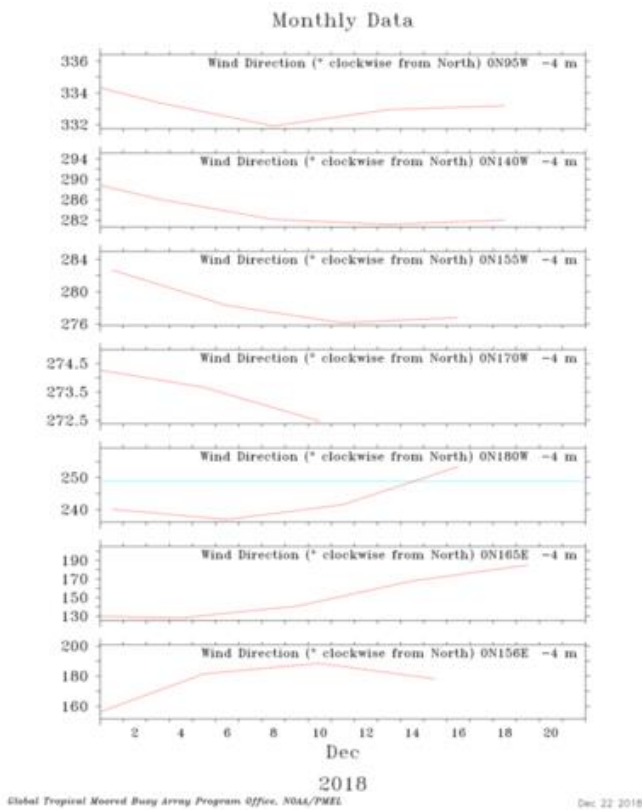 Monthly Data
Wind Direction (° clockwise from North) 0N95W -4 m
336
334
332
Wind Direction (° clockwise from North) 0N140W -4 m
294
290
286
282
Wind Direction (° clockwise from North) 0N155W -4 m
284
280
276
Wind Direction (° clockwise from North) 0N170W -4 m
274.5
273.5
272.5
Wind Direction (° clockwise from North) 0N180W -4 m
250
240
Wind Direction (° clockwise from North) 0N165E -4 m
190
170
150
130
Wind Direction (° clockwise from North) 0N156E -4 m
200
180
160
2 4 6 8 10 12 14 16 18 20
Dec
2018
Global Tropical Moored Buoy Array Program Office, NOAA/PMEL
Dec 22 2018